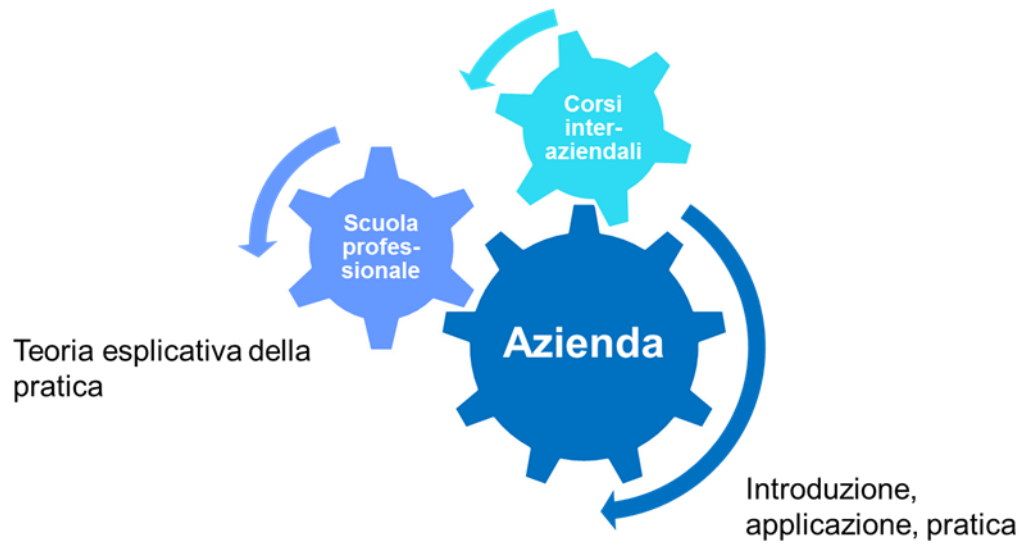 Corsi
inter-
aziendali
Scuola
profes-
sionale
Azienda
Teoria esplicativa della
pratica
Introduzione,
applicazione, pratica